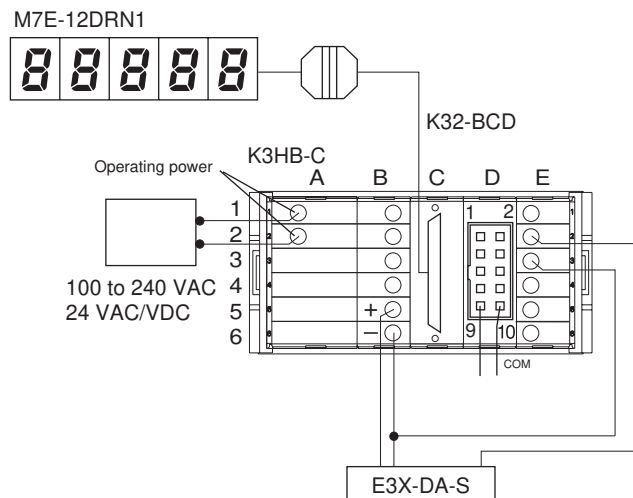 M7E-12DRN1
88888
K32-BCD
K3HB-C
Operating power
A B C D E
1
2
3
4
5
6
1 2
9 10
+
−
COM
100 to 240 VAC
24 VAC/VDC
E3X-DA-S